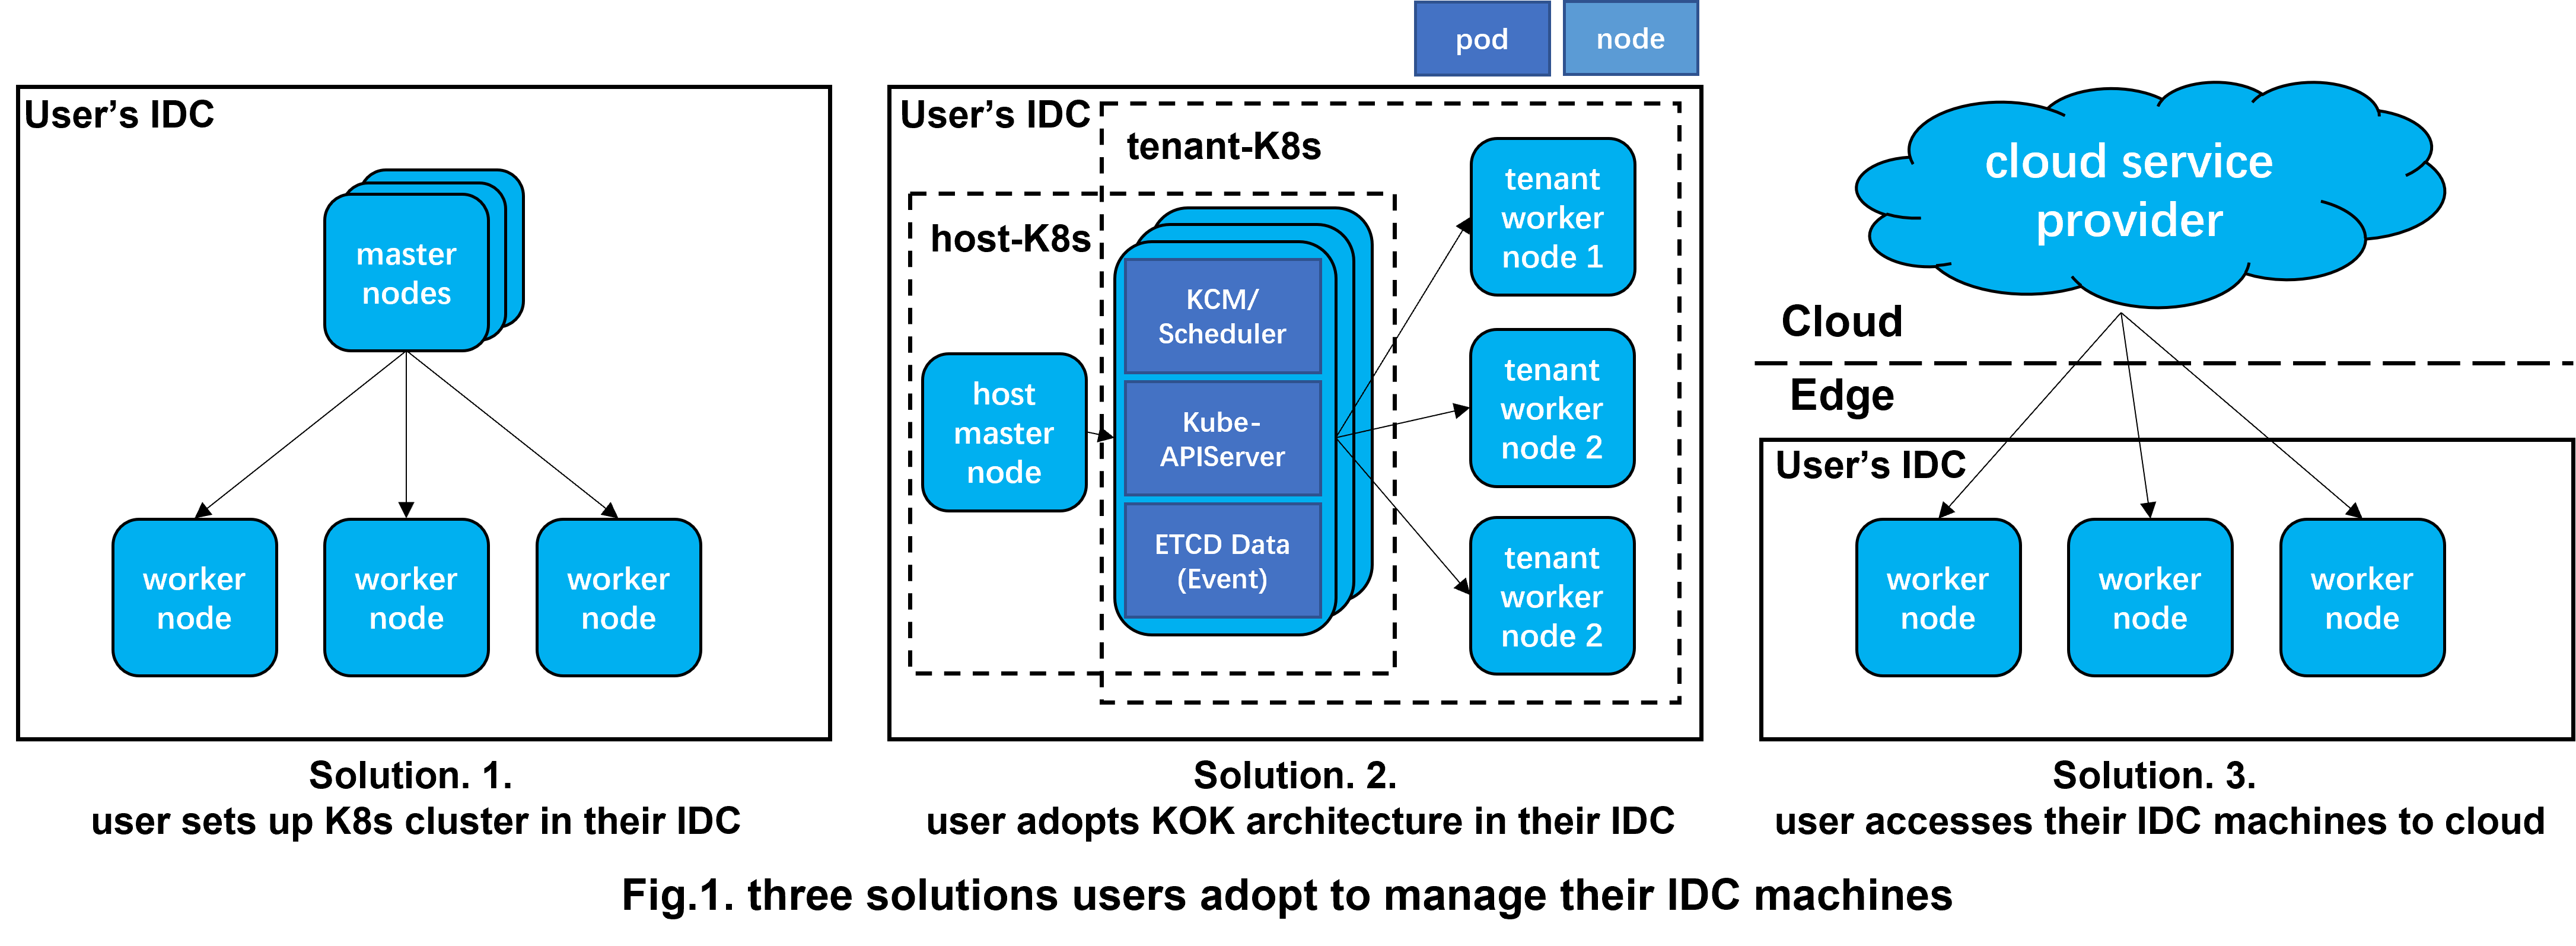 pod
node
User's IDC
master
nodes
worker
node
worker
node
worker
node
Solution. 1.
user sets up K8s cluster in their IDC
User's IDC
tenant-K8s
host-K8s
host
master
node
KCM/
Scheduler
Kube-
APIServer
ETCD Data
(Event)
tenant
worker
node 1
tenant
worker
node 2
tenant
worker
node 2
Solution. 2.
user adopts KOK architecture in their IDC
cloud service
provider
Cloud
Edge
User's IDC
worker
node
worker
node
worker
node
Solution. 3.
user accesses their IDC machines to cloud
Fig.1. three solutions users adopt to manage their IDC machines